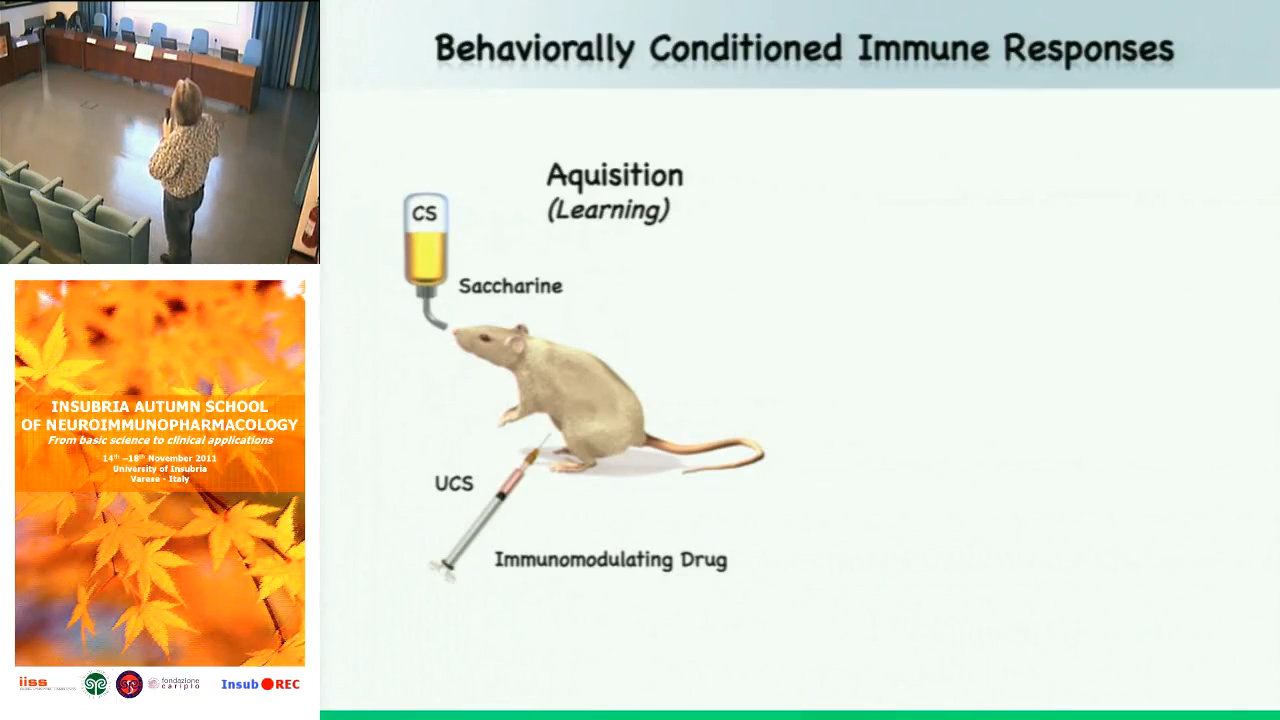 Behaviorally Conditioned Immune Responses
Aquisition
(Learning)
CS
Saccharine
UCS
Immunomodulating Drug
INSUBRIA AUTUMN SCHOOL
OF NEUROIMMUNOPHARMACOLOGY
From basic science to clinical applications
14th –18th November 2011
University of Insubria
Varese - Italy
iiss
fondazione
cariplo
Insub REC